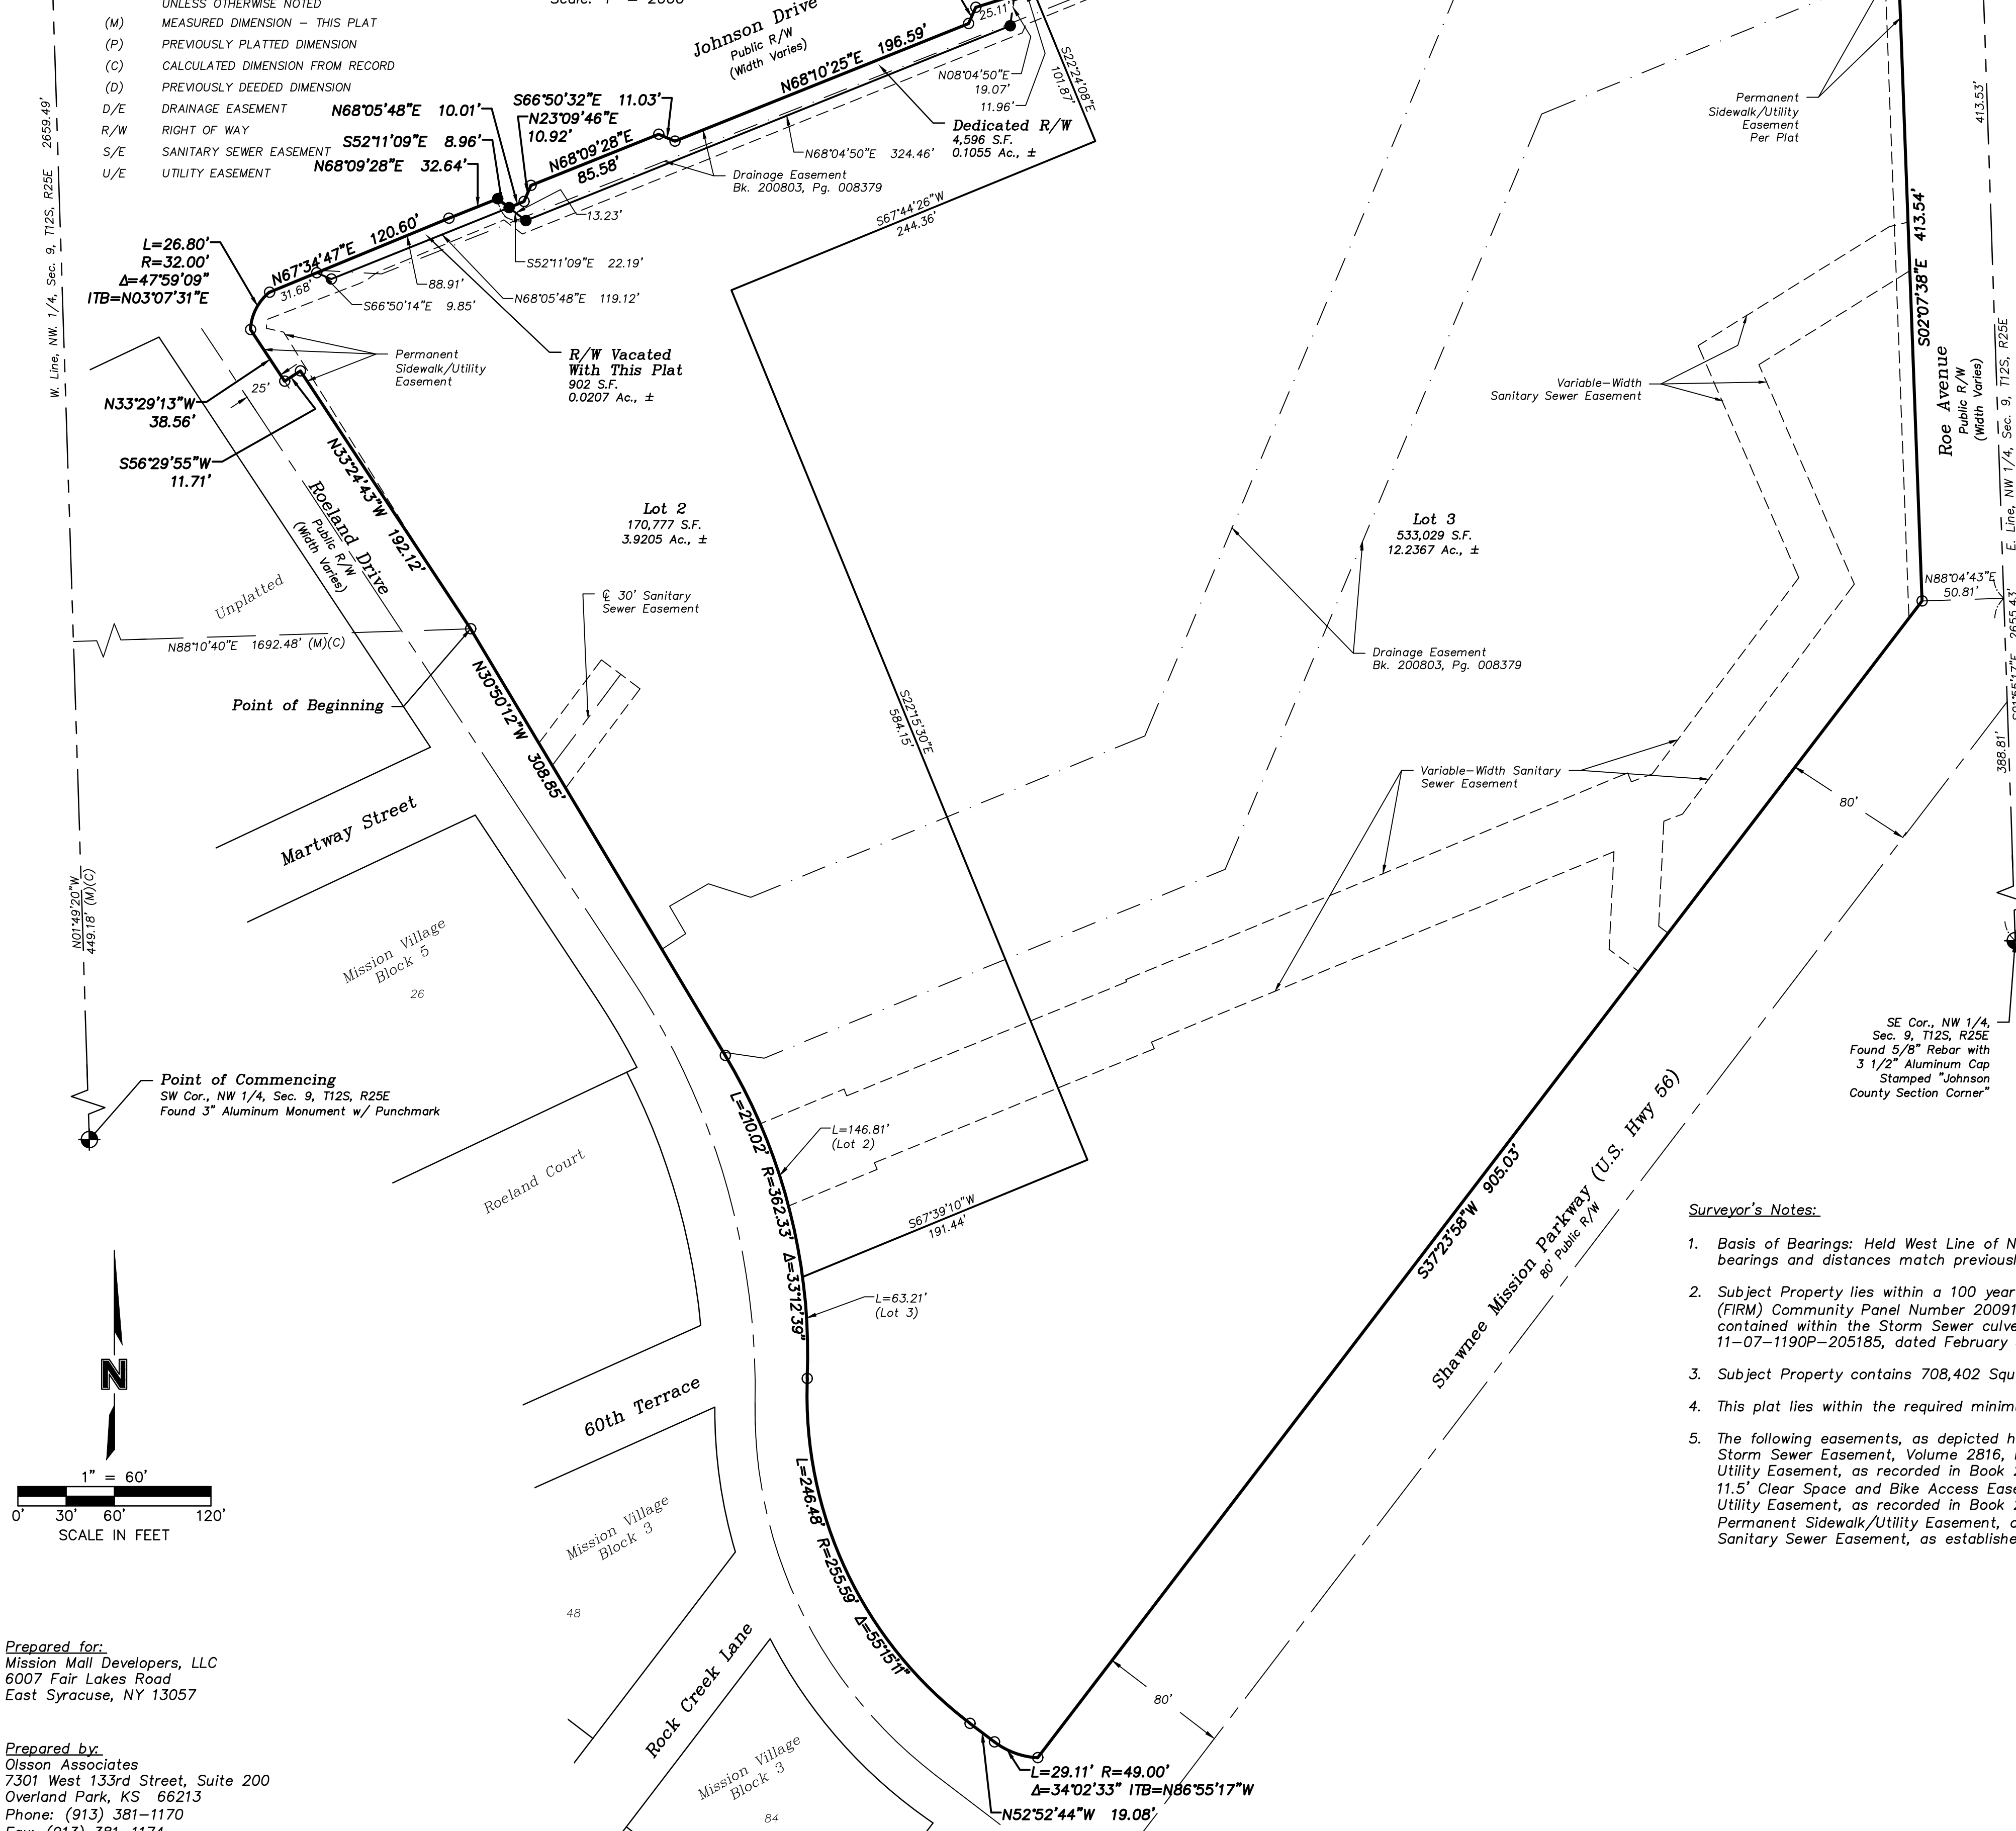 UNLESS OTHERWISE NOTED
(M) MEASURED DIMENSION – THIS PLAT
(P) PREVIOUSLY PLATTED DIMENSION
(C) CALCULATED DIMENSION FROM RECORD
(D) PREVIOUSLY DEEDED DIMENSION
D/E DRAINAGE EASEMENT
R/W RIGHT OF WAY
S/E SANITARY SEWER EASEMENT
U/E UTILITY EASEMENT
W. Line, NW. 1/4, Sec. 9, T12S, R25E 2659.49'
Johnson Drive
Public R/W
(Width Varies)
N68°10'25"E 196.59'
25.11'
S22°24'08"E
101.87'
N08°04'50"E
19.07'
11.96'
Dedicated R/W
4,596 S.F.
0.1055 Ac., ±
N68°04'50"E 324.46'
Drainage Easement
Bk. 200803, Pg. 008379
S66°50'32"E 11.03'
N68°05'48"E 10.01'
N23°09'46"E
10.92'
S52°11'09"E 8.96'
N68°09'28"E 32.64'
N68°09'28"E
85.58'
13.23'
S67°44'26"W
244.36'
L=26.80'
R=32.00'
Δ=47°59'09"
ITB=N03°07'31"E
N67°34'47"E 120.60'
31.68'
S52°11'09"E 22.19'
88.91'
N68°05'48"E 119.12'
S66°50'14"E 9.85'
Permanent
Sidewalk/Utility
Easement
R/W Vacated
With This Plat
902 S.F.
0.0207 Ac., ±
25'
N33°29'13"W
38.56'
S56°29'55"W
11.71'
N33°24'43"W 192.12'
Roeland Drive
Public R/W
(Width Varies)
Unplatted
N88°10'40"E 1692.48' (M)(C)
Point of Beginning
Lot 2
170,777 S.F.
3.9205 Ac., ±
℄ 30' Sanitary
Sewer Easement
N30°50'12"W 308.85'
S22°15'30"E
584.15'
Lot 3
533,029 S.F.
12.2367 Ac., ±
Drainage Easement
Bk. 200803, Pg. 008379
Permanent
Sidewalk/Utility
Easement
Per Plat
413.53'
S02°07'38"E 413.54'
Roe Avenue
Public R/W
(Width Varies)
E. Line, NW 1/4, Sec. 9, T12S, R25E
Variable–Width
Sanitary Sewer Easement
N88°04'43"E
50.81'
2655.43'
388.81'
Variable–Width Sanitary
Sewer Easement
80'
Martway Street
N01°49'20"W
449.18' (M)(C)
Mission Village
Block 5
26
Point of Commencing
SW Cor., NW 1/4, Sec. 9, T12S, R25E
Found 3" Aluminum Monument w/ Punchmark
Roeland Court
L=210.02' R=362.33' Δ=33°12'39"
L=146.81'
(Lot 2)
S67°39'10"W
191.44'
L=63.21'
(Lot 3)
SE Cor., NW 1/4,
Sec. 9, T12S, R25E
Found 5/8" Rebar with
3 1/2" Aluminum Cap
Stamped "Johnson
County Section Corner"
S37°23'58"W 905.03'
Shawnee Mission Parkway (U.S. Hwy 56)
80' Public R/W
Surveyor's Notes:
1. Basis of Bearings: Held West Line of N
bearings and distances match previousl
2. Subject Property lies within a 100 year
(FIRM) Community Panel Number 20091
contained within the Storm Sewer culve
11–07–1190P–205185, dated February
3. Subject Property contains 708,402 Squ
4. This plat lies within the required minim
5. The following easements, as depicted h
Storm Sewer Easement, Volume 2816,
Utility Easement, as recorded in Book
11.5' Clear Space and Bike Access Ease
Utility Easement, as recorded in Book
Permanent Sidewalk/Utility Easement,
Sanitary Sewer Easement, as establishe
N
1" = 60'
0' 30' 60' 120'
SCALE IN FEET
60th Terrace
Mission Village
Block 3
48
L=246.48' R=255.59' Δ=55°15'11"
Rock Creek Lane
Mission Village
Block 3
84
80'
L=29.11' R=49.00'
Δ=34°02'33" ITB=N86°55'17"W
N52°52'44"W 19.08'
Prepared for:
Mission Mall Developers, LLC
6007 Fair Lakes Road
East Syracuse, NY 13057
Prepared by:
Olsson Associates
7301 West 133rd Street, Suite 200
Overland Park, KS 66213
Phone: (913) 381–1170